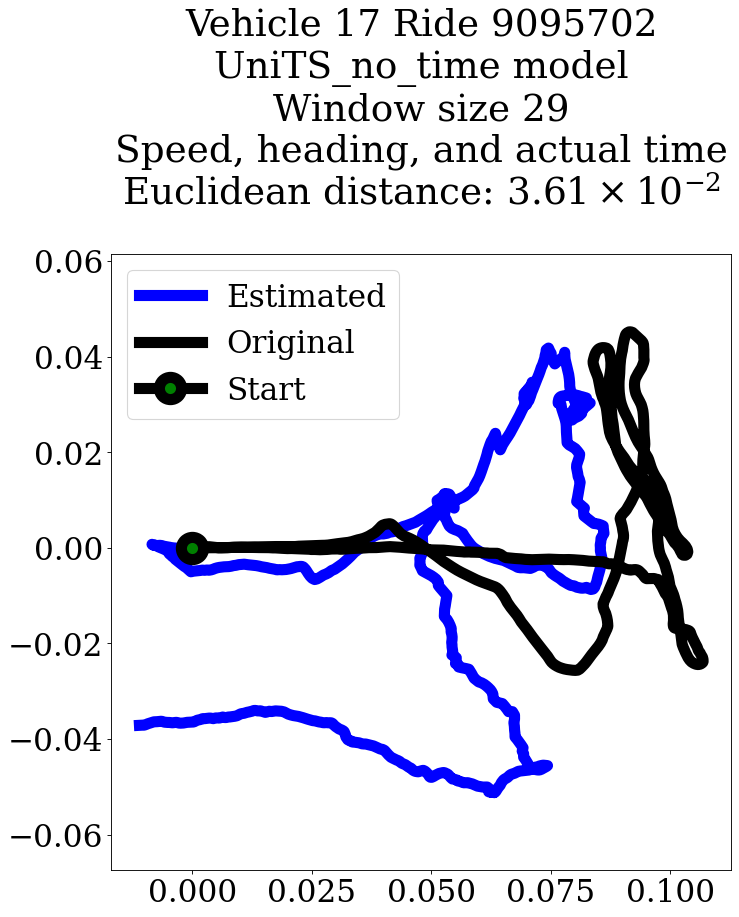 Vehicle 17 Ride 9095702
UniTS_no_time model
Window size 29
Speed, heading, and actual time
Euclidean distance: 3.61 × 10⁻²
0.06
Estimated
Original
Start
0.04
0.02
0.00
−0.02
−0.04
−0.06
0.000 0.025 0.050 0.075 0.100